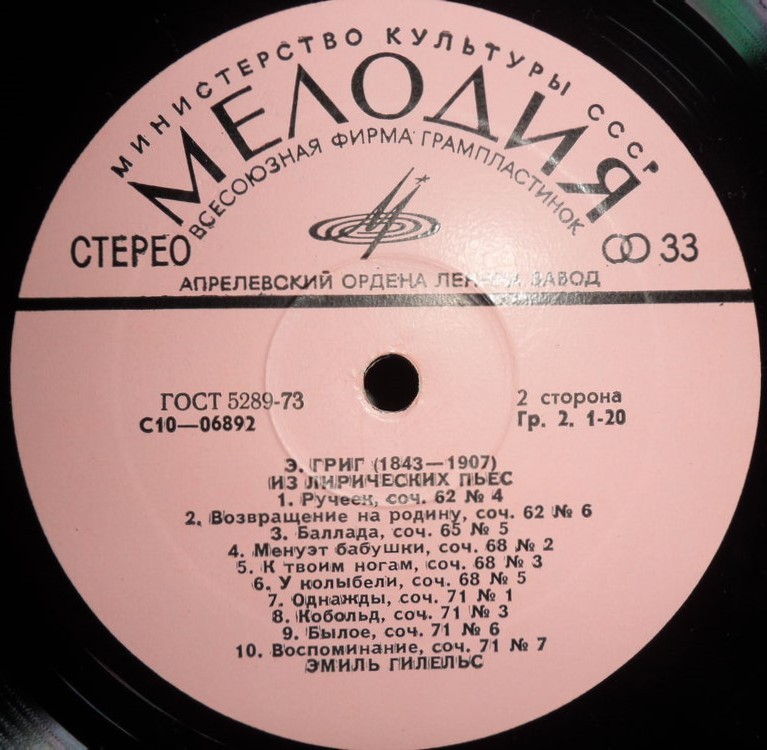 МИНИСТЕРСТВО КУЛЬТУРЫ СССР
МЕЛОДИЯ
ВСЕСОЮЗНАЯ ФИРМА ГРАМПЛАСТИНОК
СТЕРЕО
33
АПРЕЛЕВСКИЙ ОРДЕНА ЛЕНИНА ЗАВОД
ГОСТ 5289-73
2 сторона
С10—06892
Гр. 2. 1-20
Э. ГРИГ (1843—1907)
ИЗ ЛИРИЧЕСКИХ ПЬЕС
1. Ручеек, соч. 62 № 4
2. Возвращение на родину, соч. 62 № 6
3. Баллада, соч. 65 № 5
4. Менуэт бабушки, соч. 68 № 2
5. К твоим ногам, соч. 68 № 3
6. У колыбели, соч. 68 № 5
7. Однажды, соч. 71 № 1
8. Кобольд, соч. 71 № 3
9. Былое, соч. 71 № 6
10. Воспоминание, соч. 71 № 7
ЭМИЛЬ ГИЛЕЛЬС